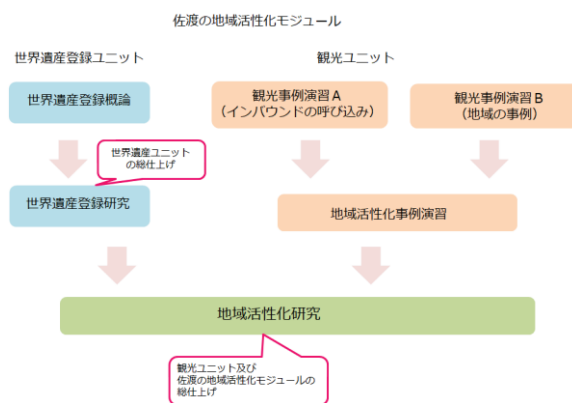 佐渡の地域活性化モジュール
世界遺産登録ユニット
観光ユニット
世界遺産登録概論
観光事例演習A
（インバウンドの呼び込み）
観光事例演習B
（地域の事例）
世界遺産ユニット
の総仕上げ
世界遺産登録研究
地域活性化事例演習
地域活性化研究
観光ユニット及び
佐渡の地域活性化モジュールの
総仕上げ